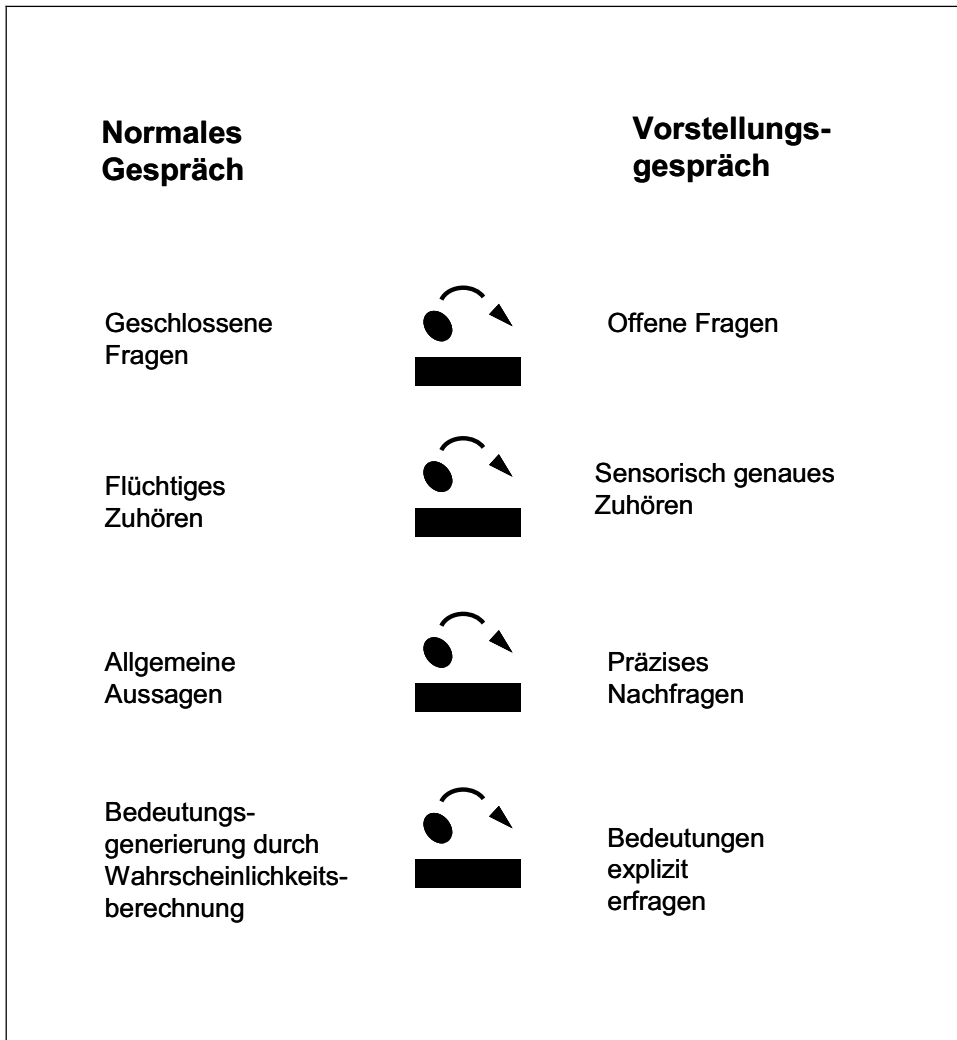 Normales
Gespräch
Vorstellungs-
gespräch
Geschlossene
Fragen
Offene Fragen
Flüchtiges
Zuhören
Sensorisch genaues
Zuhören
Allgemeine
Aussagen
Präzises
Nachfragen
Bedeutungs-
generierung durch
Wahrscheinlichkeits-
berechnung
Bedeutungen
explizit
erfragen